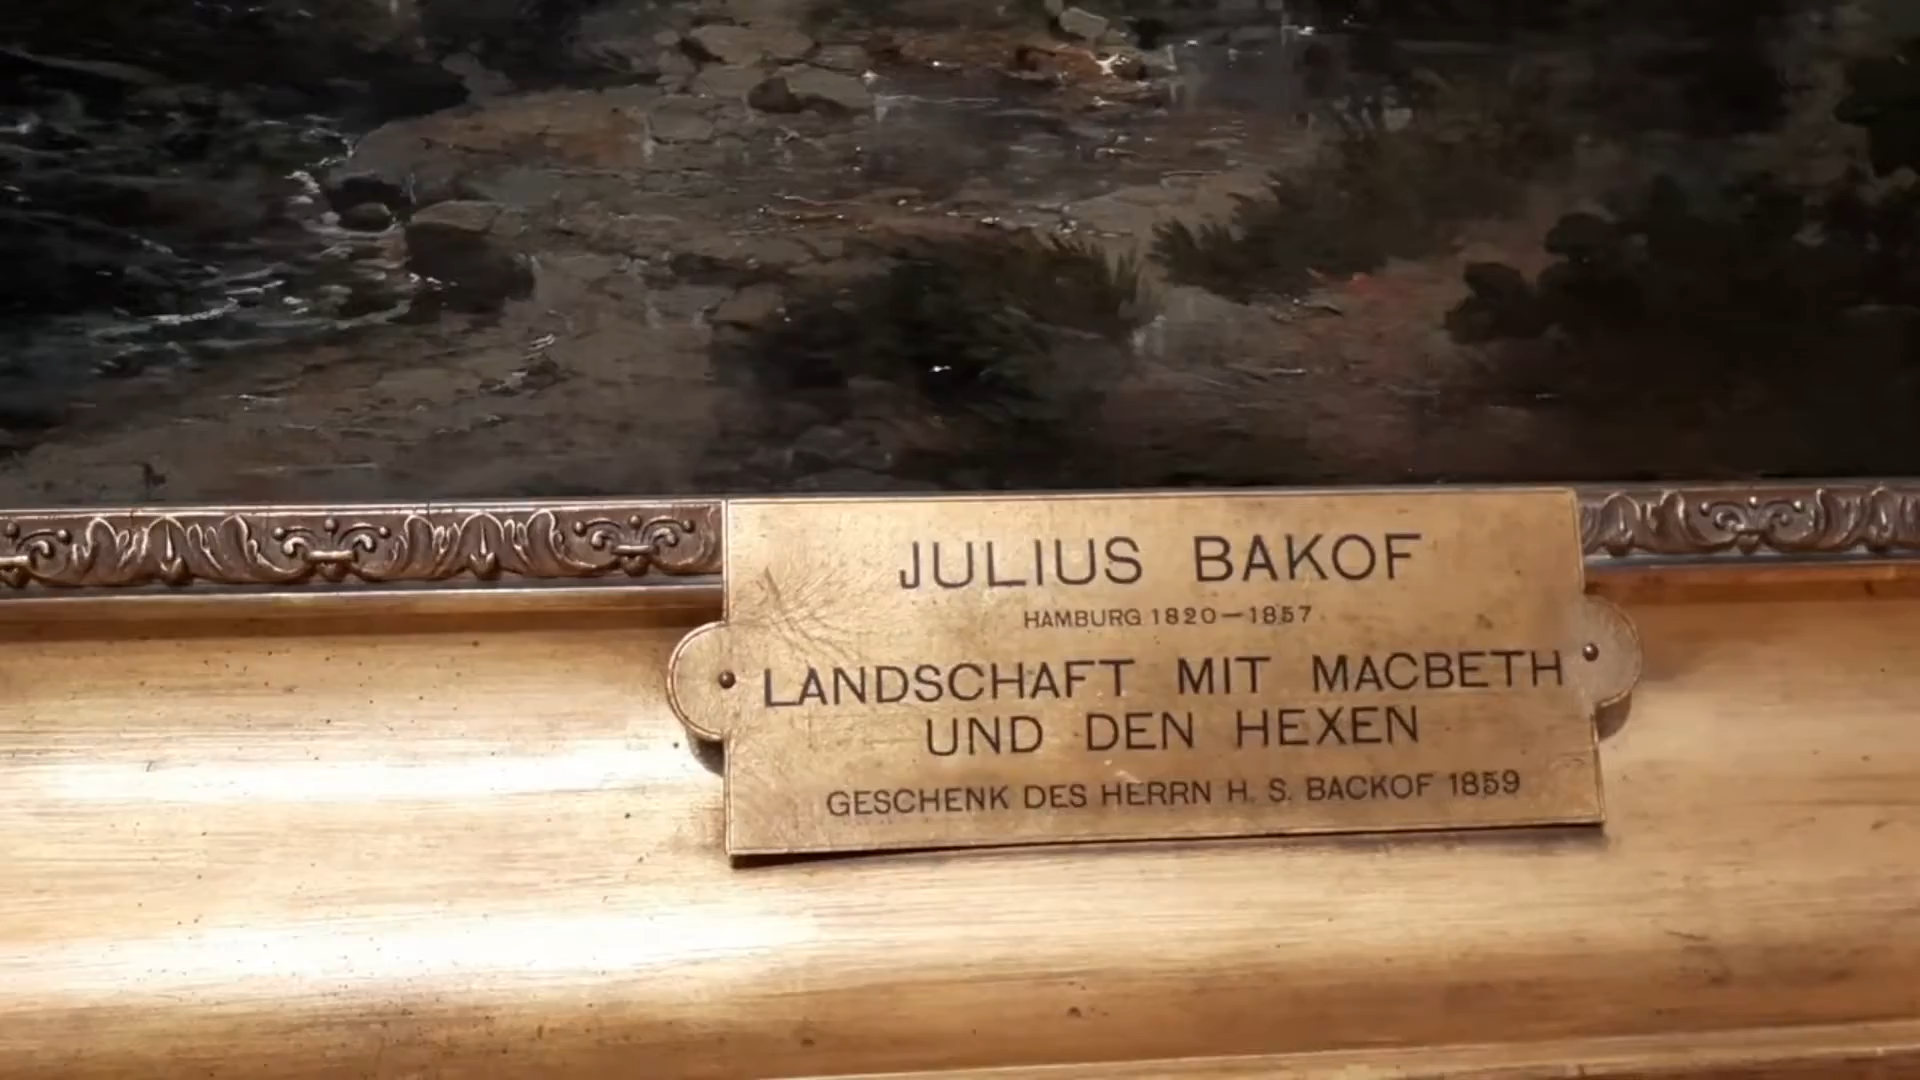 JULIUS BAKOF
HAMBURG 1820—1857
LANDSCHAFT MIT MACBETH
UND DEN HEXEN
GESCHENK DES HERRN H. S. BACKOF 1859